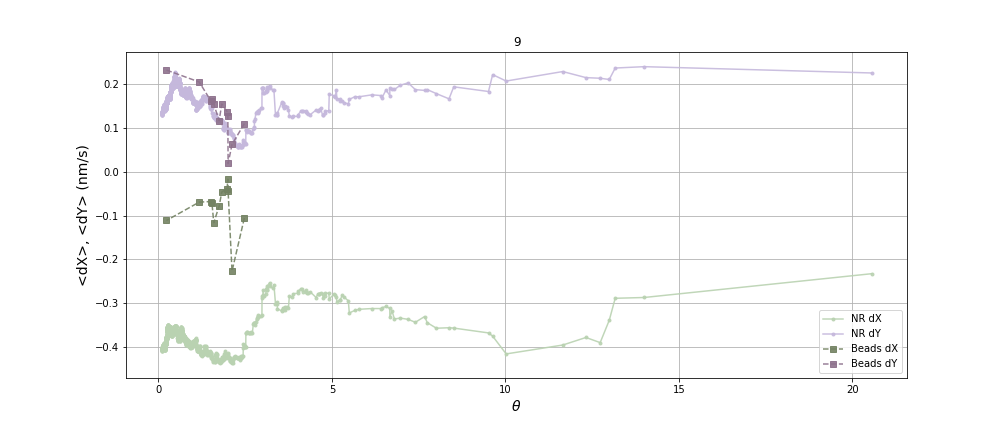 9
<dX>, <dY> (nm/s)
0.2
0.1
0.0
−0.1
−0.2
−0.3
−0.4
0
5
10
15
20
θ
NR dX
NR dY
Beads dX
Beads dY